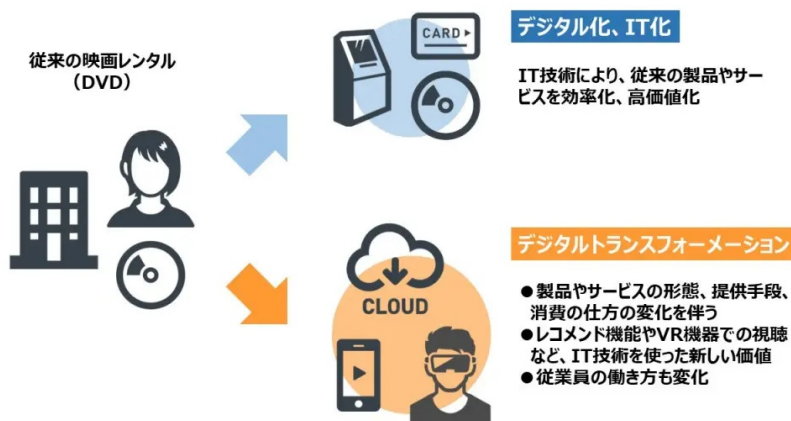 従来の映画レンタル
（DVD）
CARD
デジタル化、IT化
IT技術により、従来の製品やサー
ビスを効率化、高価値化
CLOUD
デジタルトランスフォーメーション
●製品やサービスの形態、提供手段、
消費の仕方の変化を伴う
●レコメンド機能やVR機器での視聴
など、IT技術を使った新しい価値
●従業員の働き方も変化